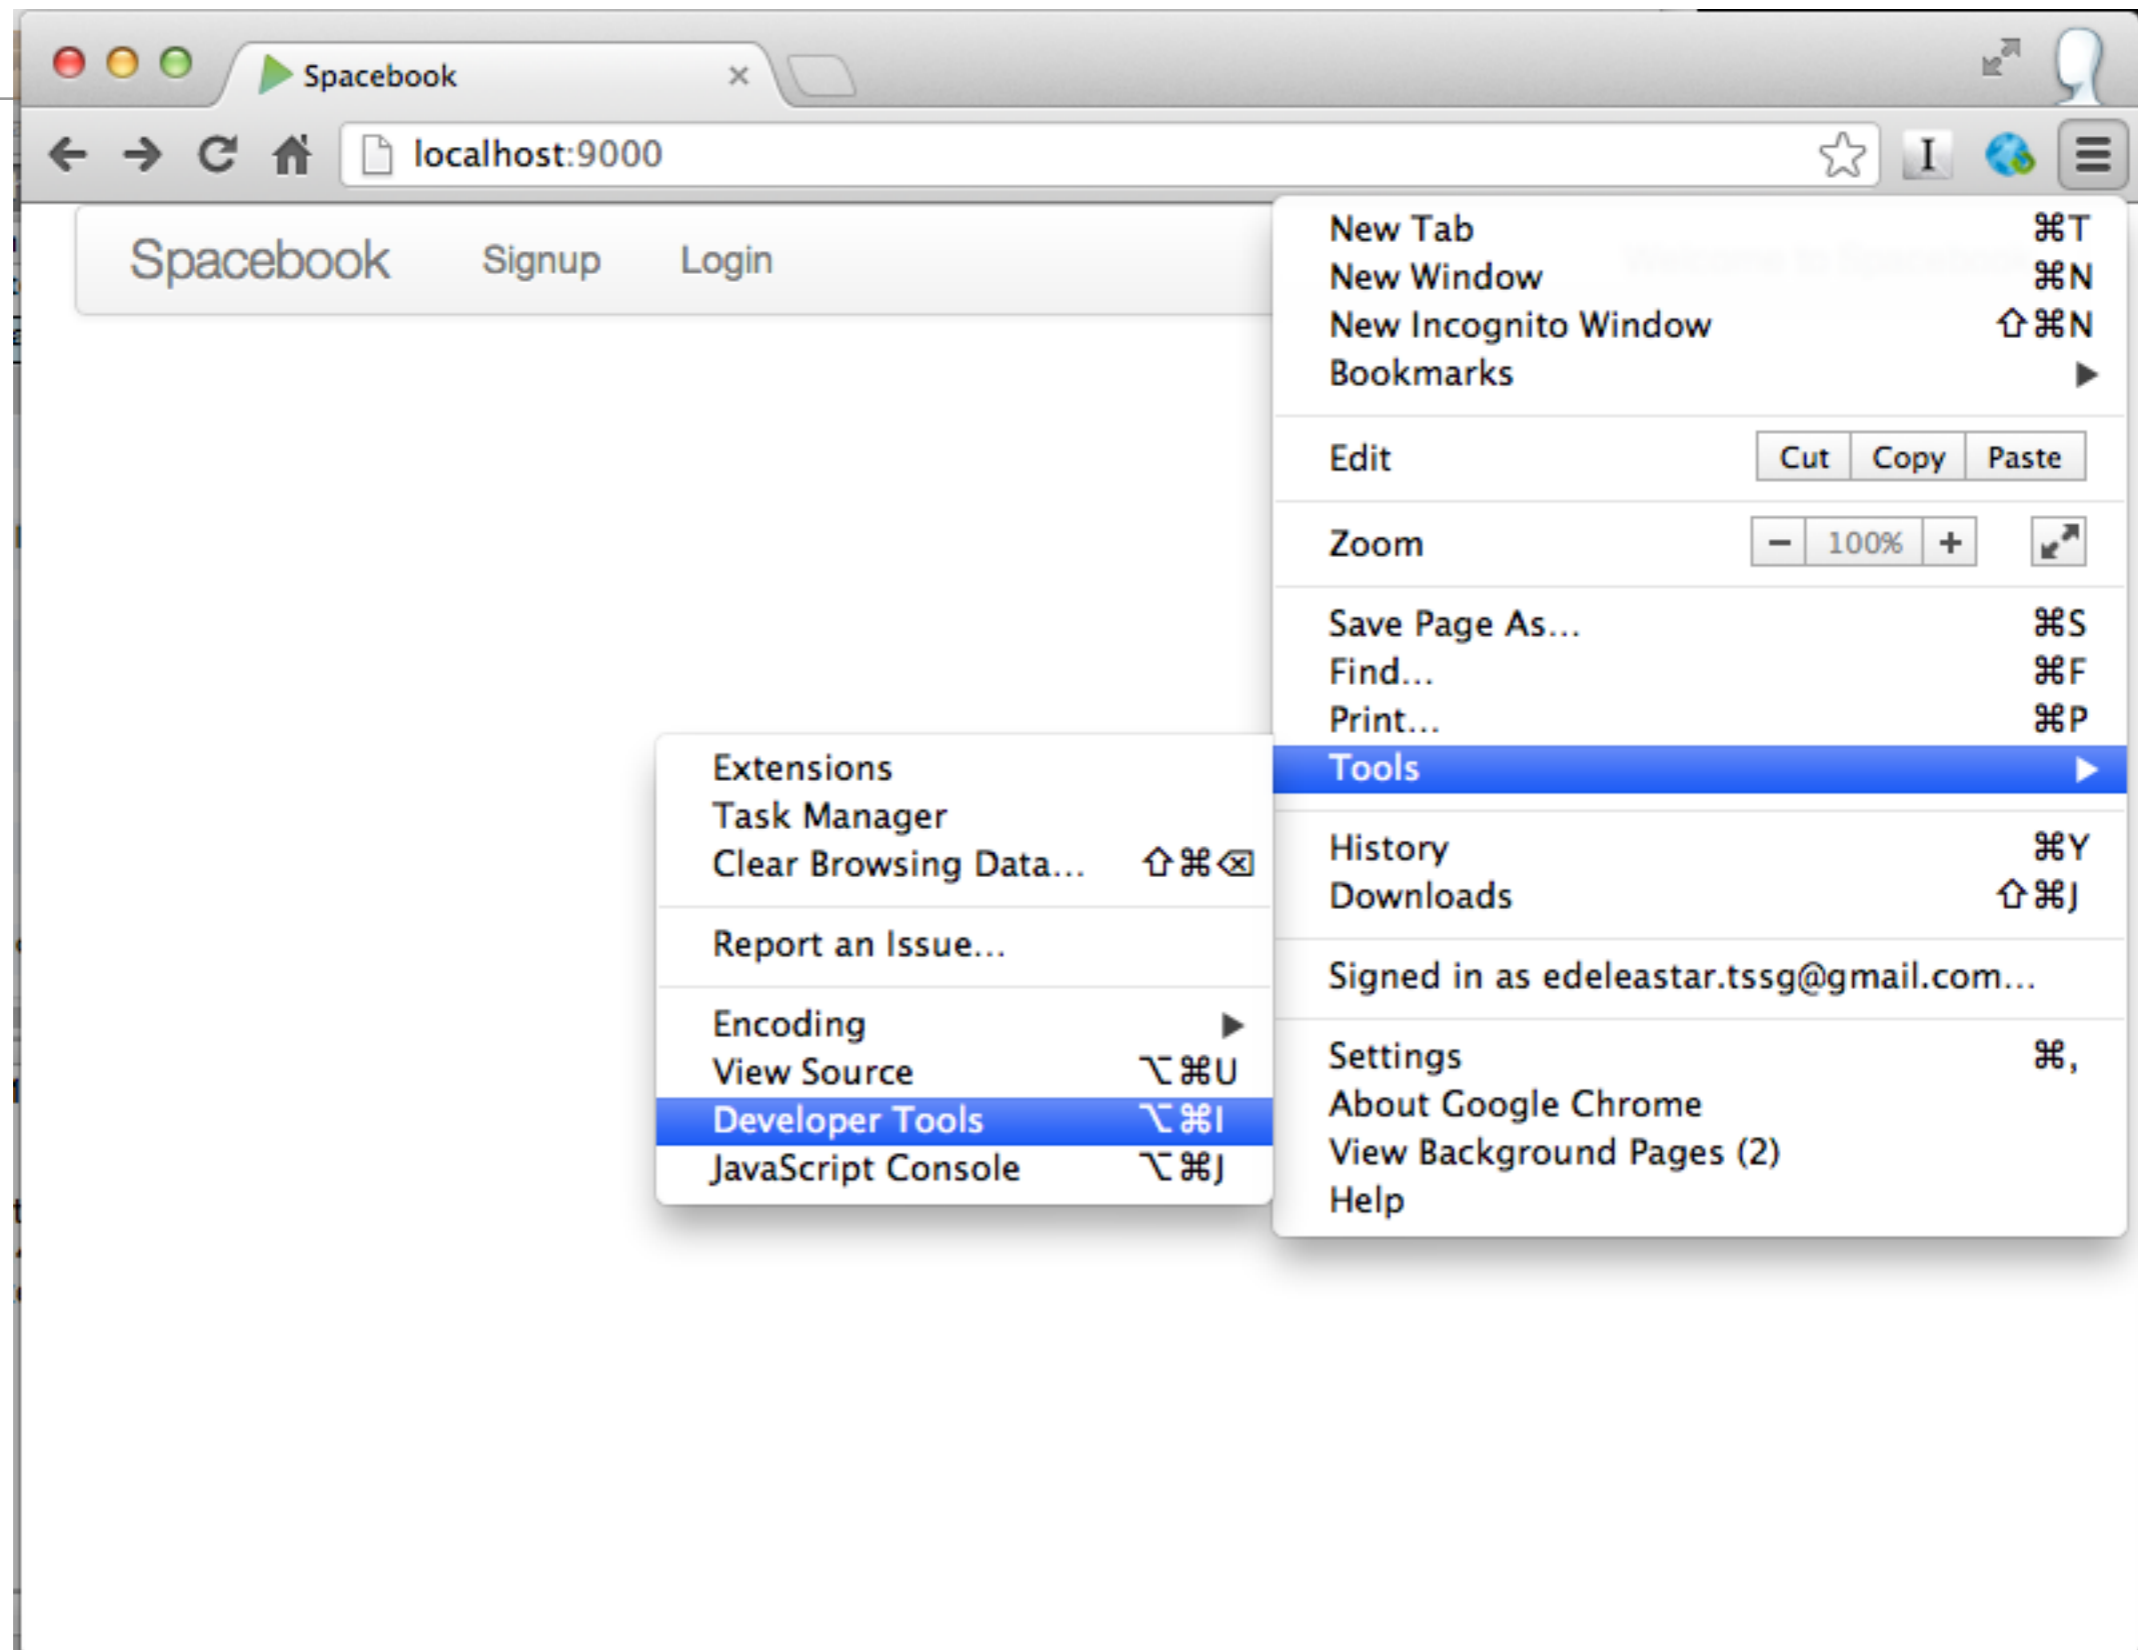 Spacebook
localhost:9000
Spacebook Signup Login
New Tab ⌘T
New Window ⌘N
New Incognito Window ⇧⌘N
Bookmarks ▶
Edit Cut Copy Paste
Zoom − 100% +
Save Page As... ⌘S
Find... ⌘F
Print... ⌘P
Tools ▶
Extensions
Task Manager
Clear Browsing Data... ⇧⌘⌫
Report an Issue...
Encoding ▶
View Source ⌥⌘U
Developer Tools ⌥⌘I
JavaScript Console ⌥⌘J
History ⌘Y
Downloads ⇧⌘J
Signed in as edeleastar.tssg@gmail.com...
Settings ⌘,
About Google Chrome
View Background Pages (2)
Help